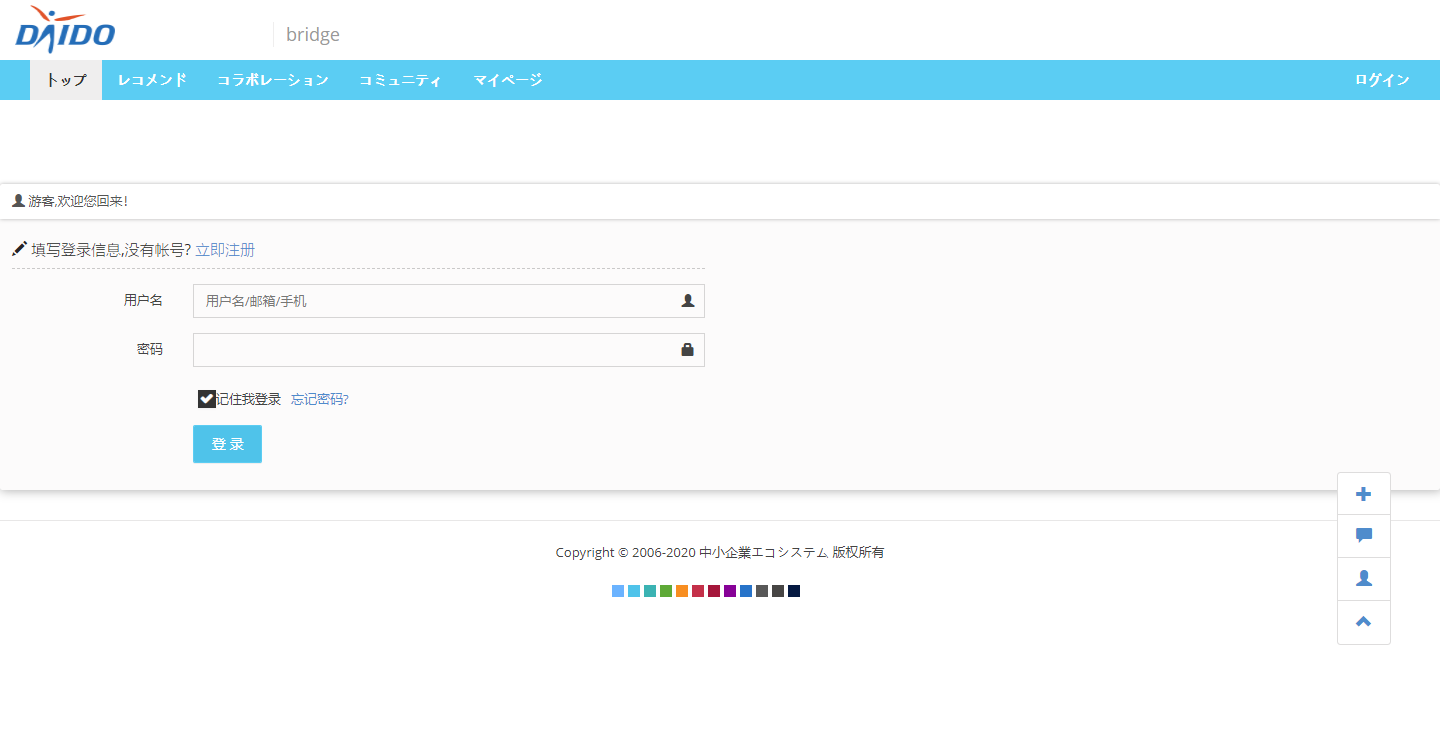 DAIDO
bridge
トップ レコメンド コラボレーション コミュニティ マイページ ログイン
游客,欢迎您回来!
填写登录信息,没有帐号? 立即注册
用户名 用户名/邮箱/手机
密码
记住我登录 忘记密码?
登 录
Copyright © 2006-2020 中小企業エコシステム 版权所有